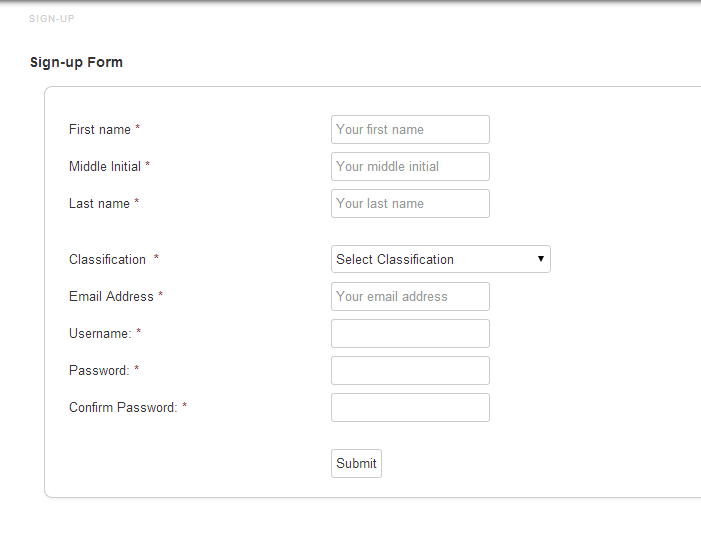 SIGN-UP
Sign-up Form
First name * Your first name
Middle Initial * Your middle initial
Last name * Your last name
Classification * Select Classification ▼
Email Address * Your email address
Username: *
Password: *
Confirm Password: *
Submit